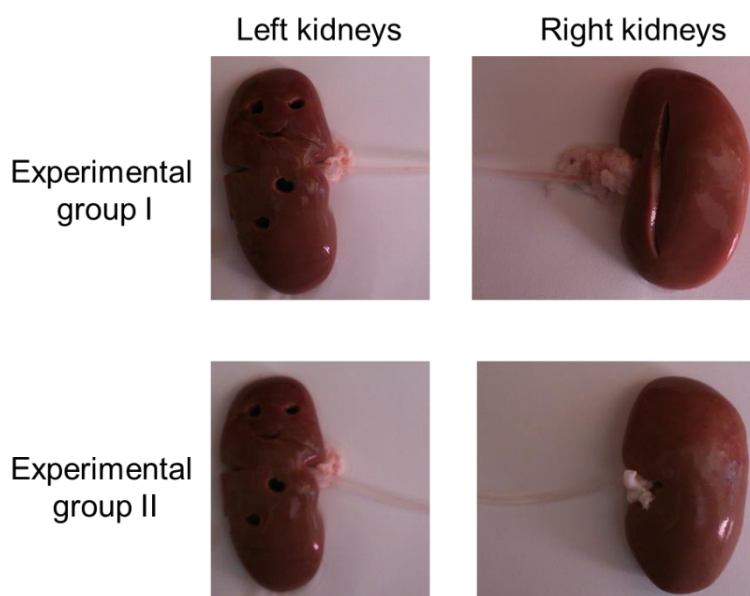 Left kidneys
Right kidneys
Experimental
group I
Experimental
group II